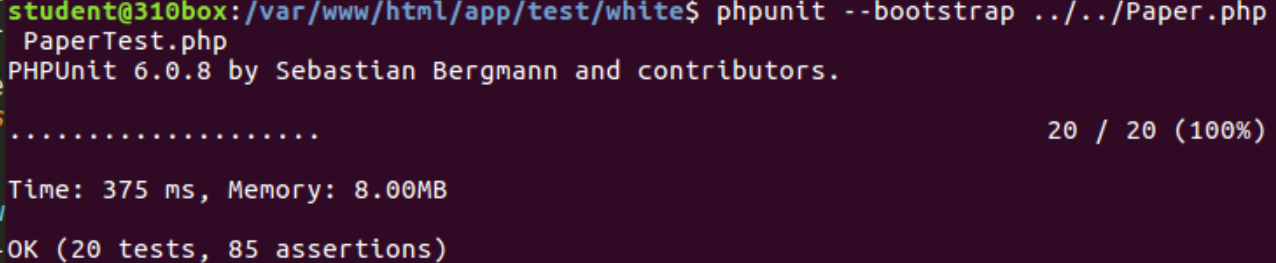 student@310box:/var/www/html/app/test/white$ phpunit --bootstrap ../../Paper.php
PaperTest.php
PHPUnit 6.0.8 by Sebastian Bergmann and contributors.
.................... 20 / 20 (100%)
Time: 375 ms, Memory: 8.00MB
OK (20 tests, 85 assertions)